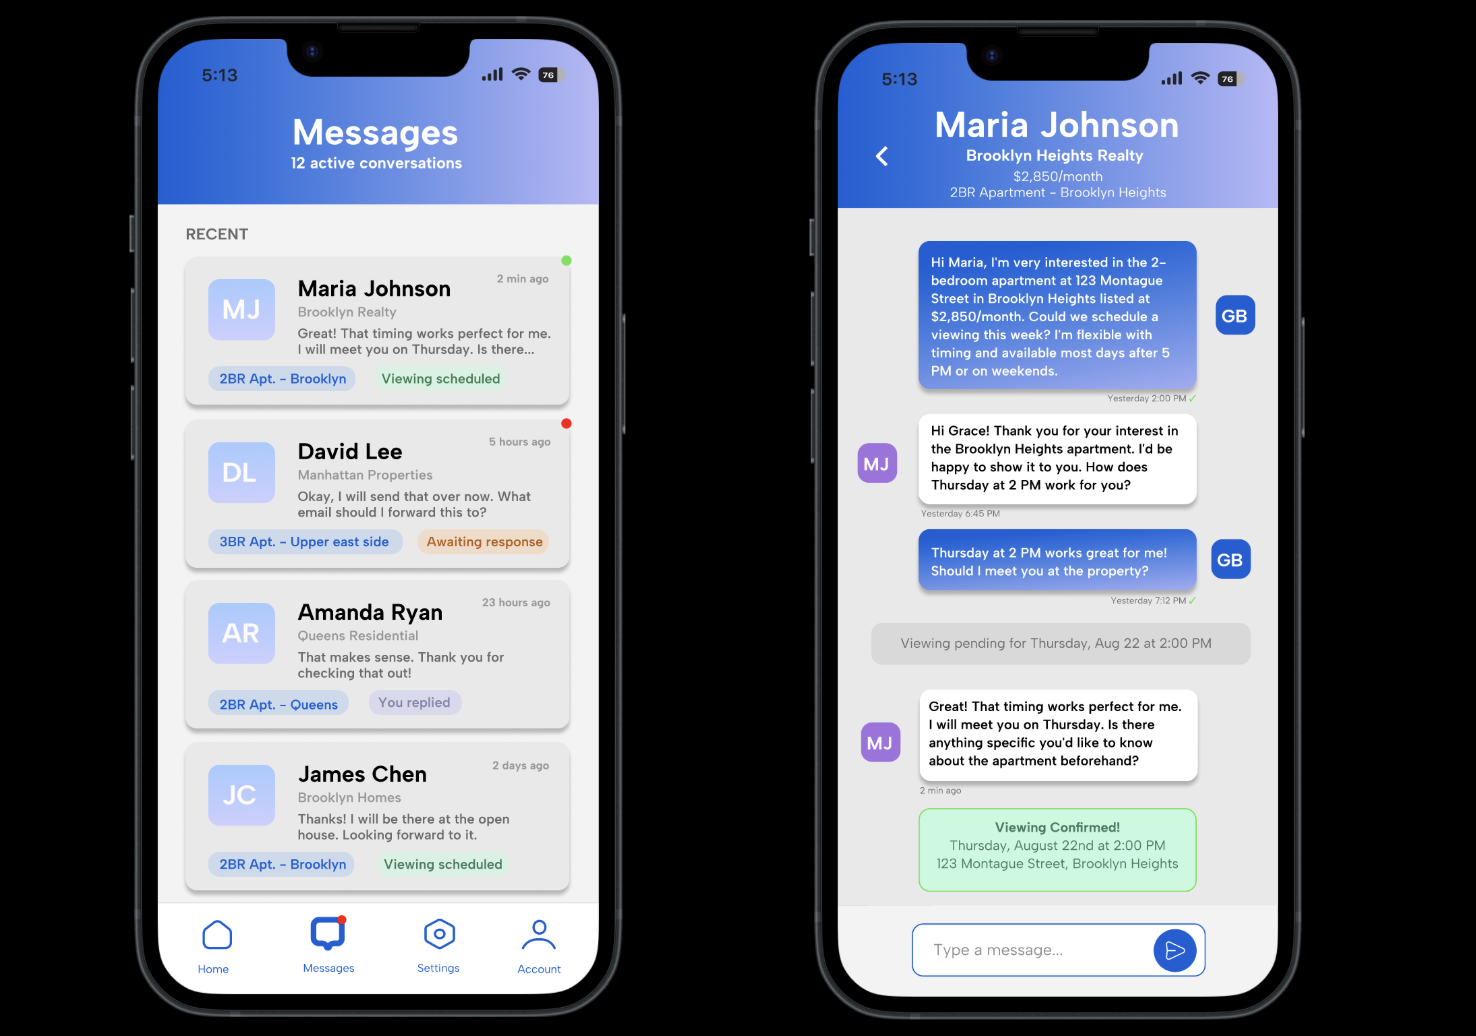 5:13
76
Messages
12 active conversations
RECENT
MJ
Maria Johnson
2 min ago
Brooklyn Realty
Great! That timing works perfect for me.
I will meet you on Thursday. Is there...
2BR Apt. - Brooklyn
Viewing scheduled
DL
David Lee
5 hours ago
Manhattan Properties
Okay, I will send that over now. What
email should I forward this to?
3BR Apt. - Upper east side
Awaiting response
AR
Amanda Ryan
23 hours ago
Queens Residential
That makes sense. Thank you for
checking that out!
2BR Apt. - Queens
You replied
JC
James Chen
2 days ago
Brooklyn Homes
Thanks! I will be there at the open
house. Looking forward to it.
2BR Apt. - Brooklyn
Viewing scheduled
Home
Messages
Settings
Account
5:13
76
Maria Johnson
Brooklyn Heights Realty
$2,850/month
2BR Apartment - Brooklyn Heights
Hi Maria, I'm very interested in the 2-
bedroom apartment at 123 Montague
Street in Brooklyn Heights listed at
$2,850/month. Could we schedule a
viewing this week? I'm flexible with
timing and available most days after 5
PM or on weekends.
GB
Yesterday 2:00 PM ✓
MJ
Hi Grace! Thank you for your interest in
the Brooklyn Heights apartment. I'd be
happy to show it to you. How does
Thursday at 2 PM work for you?
Yesterday 6:45 PM
Thursday at 2 PM works great for me!
Should I meet you at the property?
GB
Yesterday 7:12 PM ✓
Viewing pending for Thursday, Aug 22 at 2:00 PM
MJ
Great! That timing works perfect for me.
I will meet you on Thursday. Is there
anything specific you'd like to know
about the apartment beforehand?
2 min ago
Viewing Confirmed!
Thursday, August 22nd at 2:00 PM
123 Montague Street, Brooklyn Heights
Type a message...